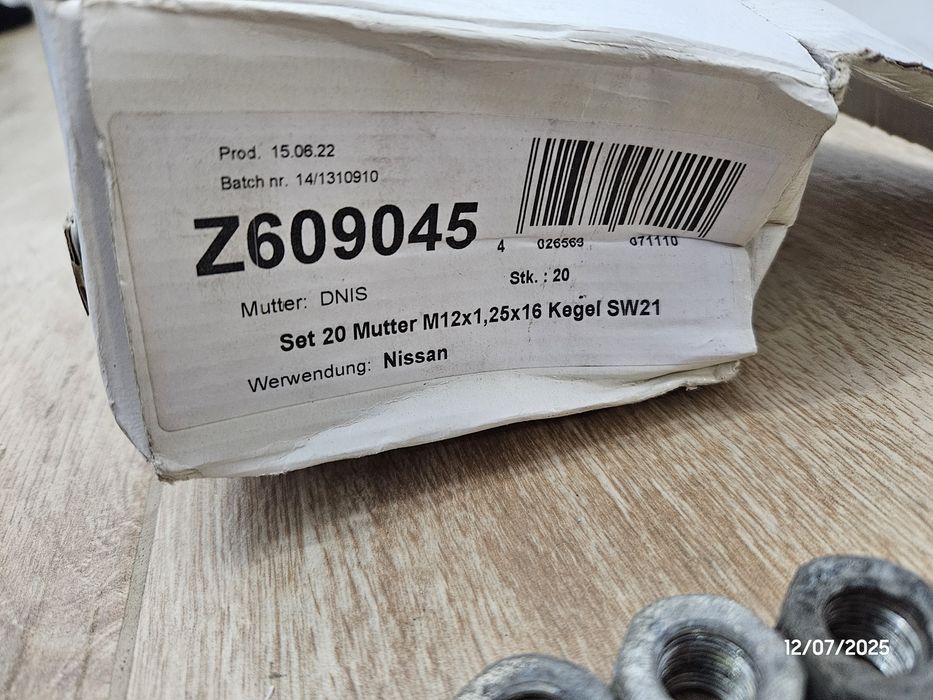 Prod. 15.06.22
Batch nr. 14/1310910
Z609045
4 026569 071110
Stk. : 20
Mutter: DNIS
Set 20 Mutter M12x1,25x16 Kegel SW21
Werwendung: Nissan
12/07/2025